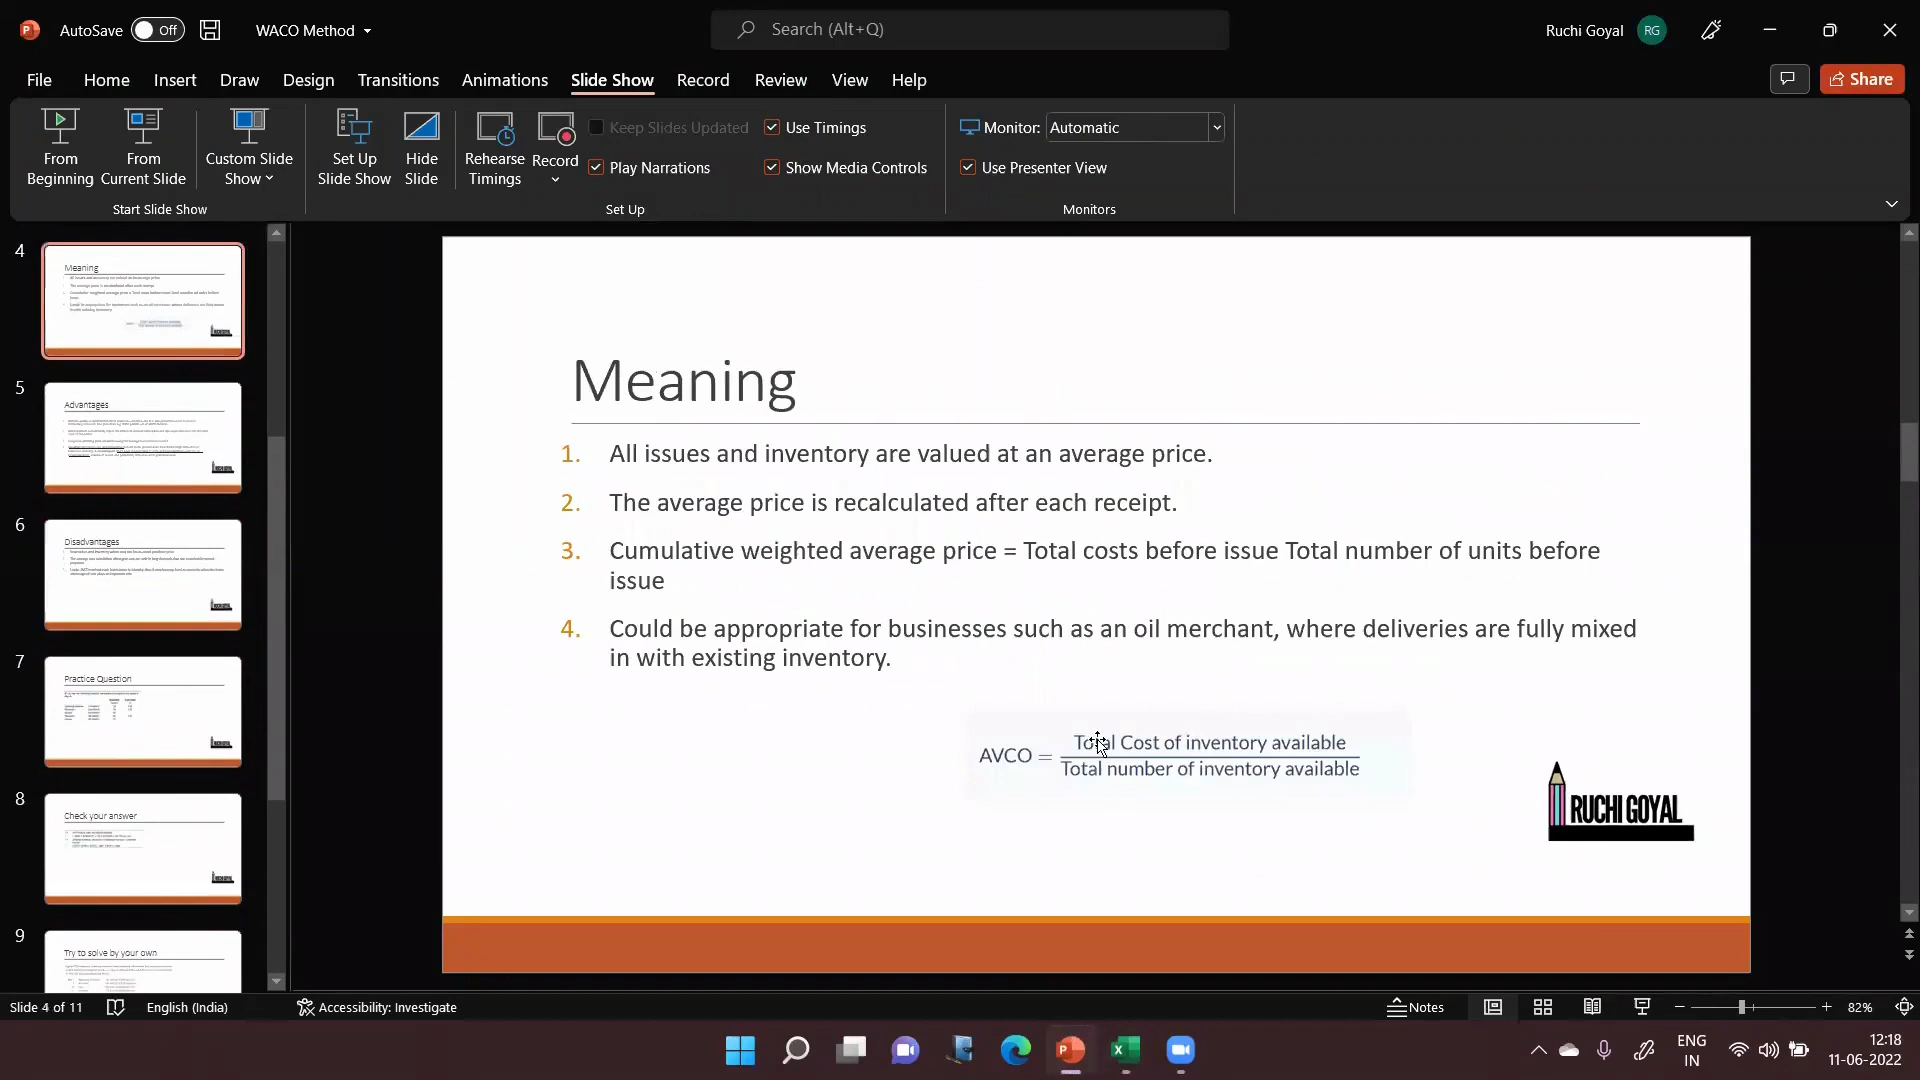 AutoSave Off WACO Method Search (Alt+Q) Ruchi Goyal RG
File Home Insert Draw Design Transitions Animations Slide Show Record Review View Help Share
From Beginning
From Current Slide
Custom Slide Show
Set Up Slide Show
Hide Slide
Rehearse Timings
Record
Keep Slides Updated
Play Narrations
Use Timings
Show Media Controls
Monitor: Automatic
Use Presenter View
Start Slide Show Set Up Monitors
4
Meaning
5
Advantages
6
Disadvantages
7
Practice Question
8
Check your answer
9
Try to solve by your own
Meaning
1. All issues and inventory are valued at an average price.
2. The average price is recalculated after each receipt.
3. Cumulative weighted average price = Total costs before issue Total number of units before
issue
4. Could be appropriate for businesses such as an oil merchant, where deliveries are fully mixed
in with existing inventory.
AVCO = Total Cost of inventory available
Total number of inventory available
RUCHI GOYAL
Slide 4 of 11 English (India) Accessibility: Investigate Notes 82%
ENG
IN
12:18
11-06-2022